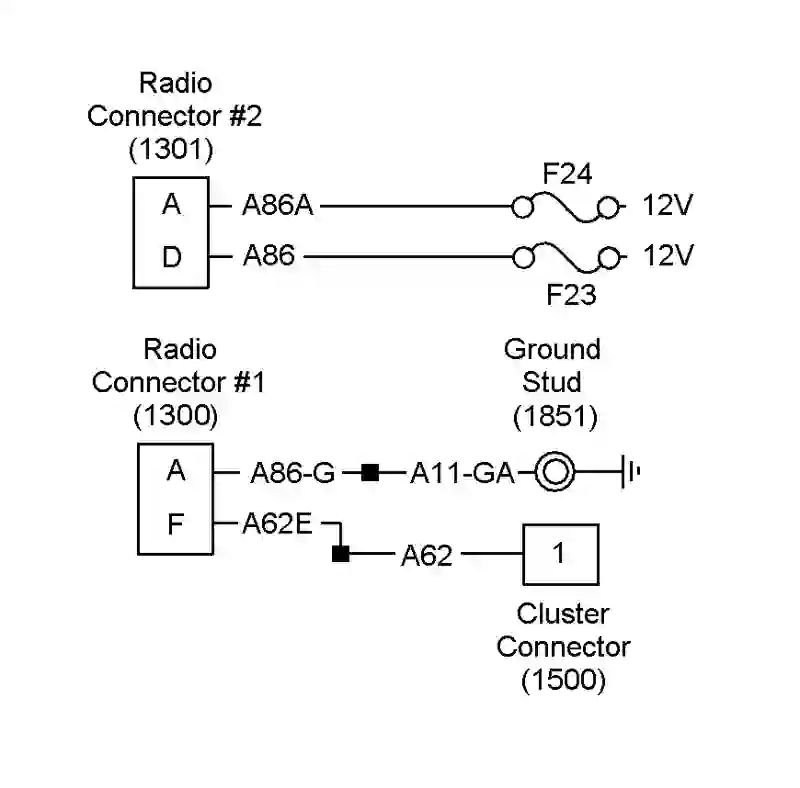 Radio
Connector #2
(1301)
F24
A
A86A
12V
D
A86
12V
F23
Radio
Connector #1
(1300)
Ground
Stud
(1851)
A
A86-G
A11-GA
F
A62E
A62
1
Cluster
Connector
(1500)